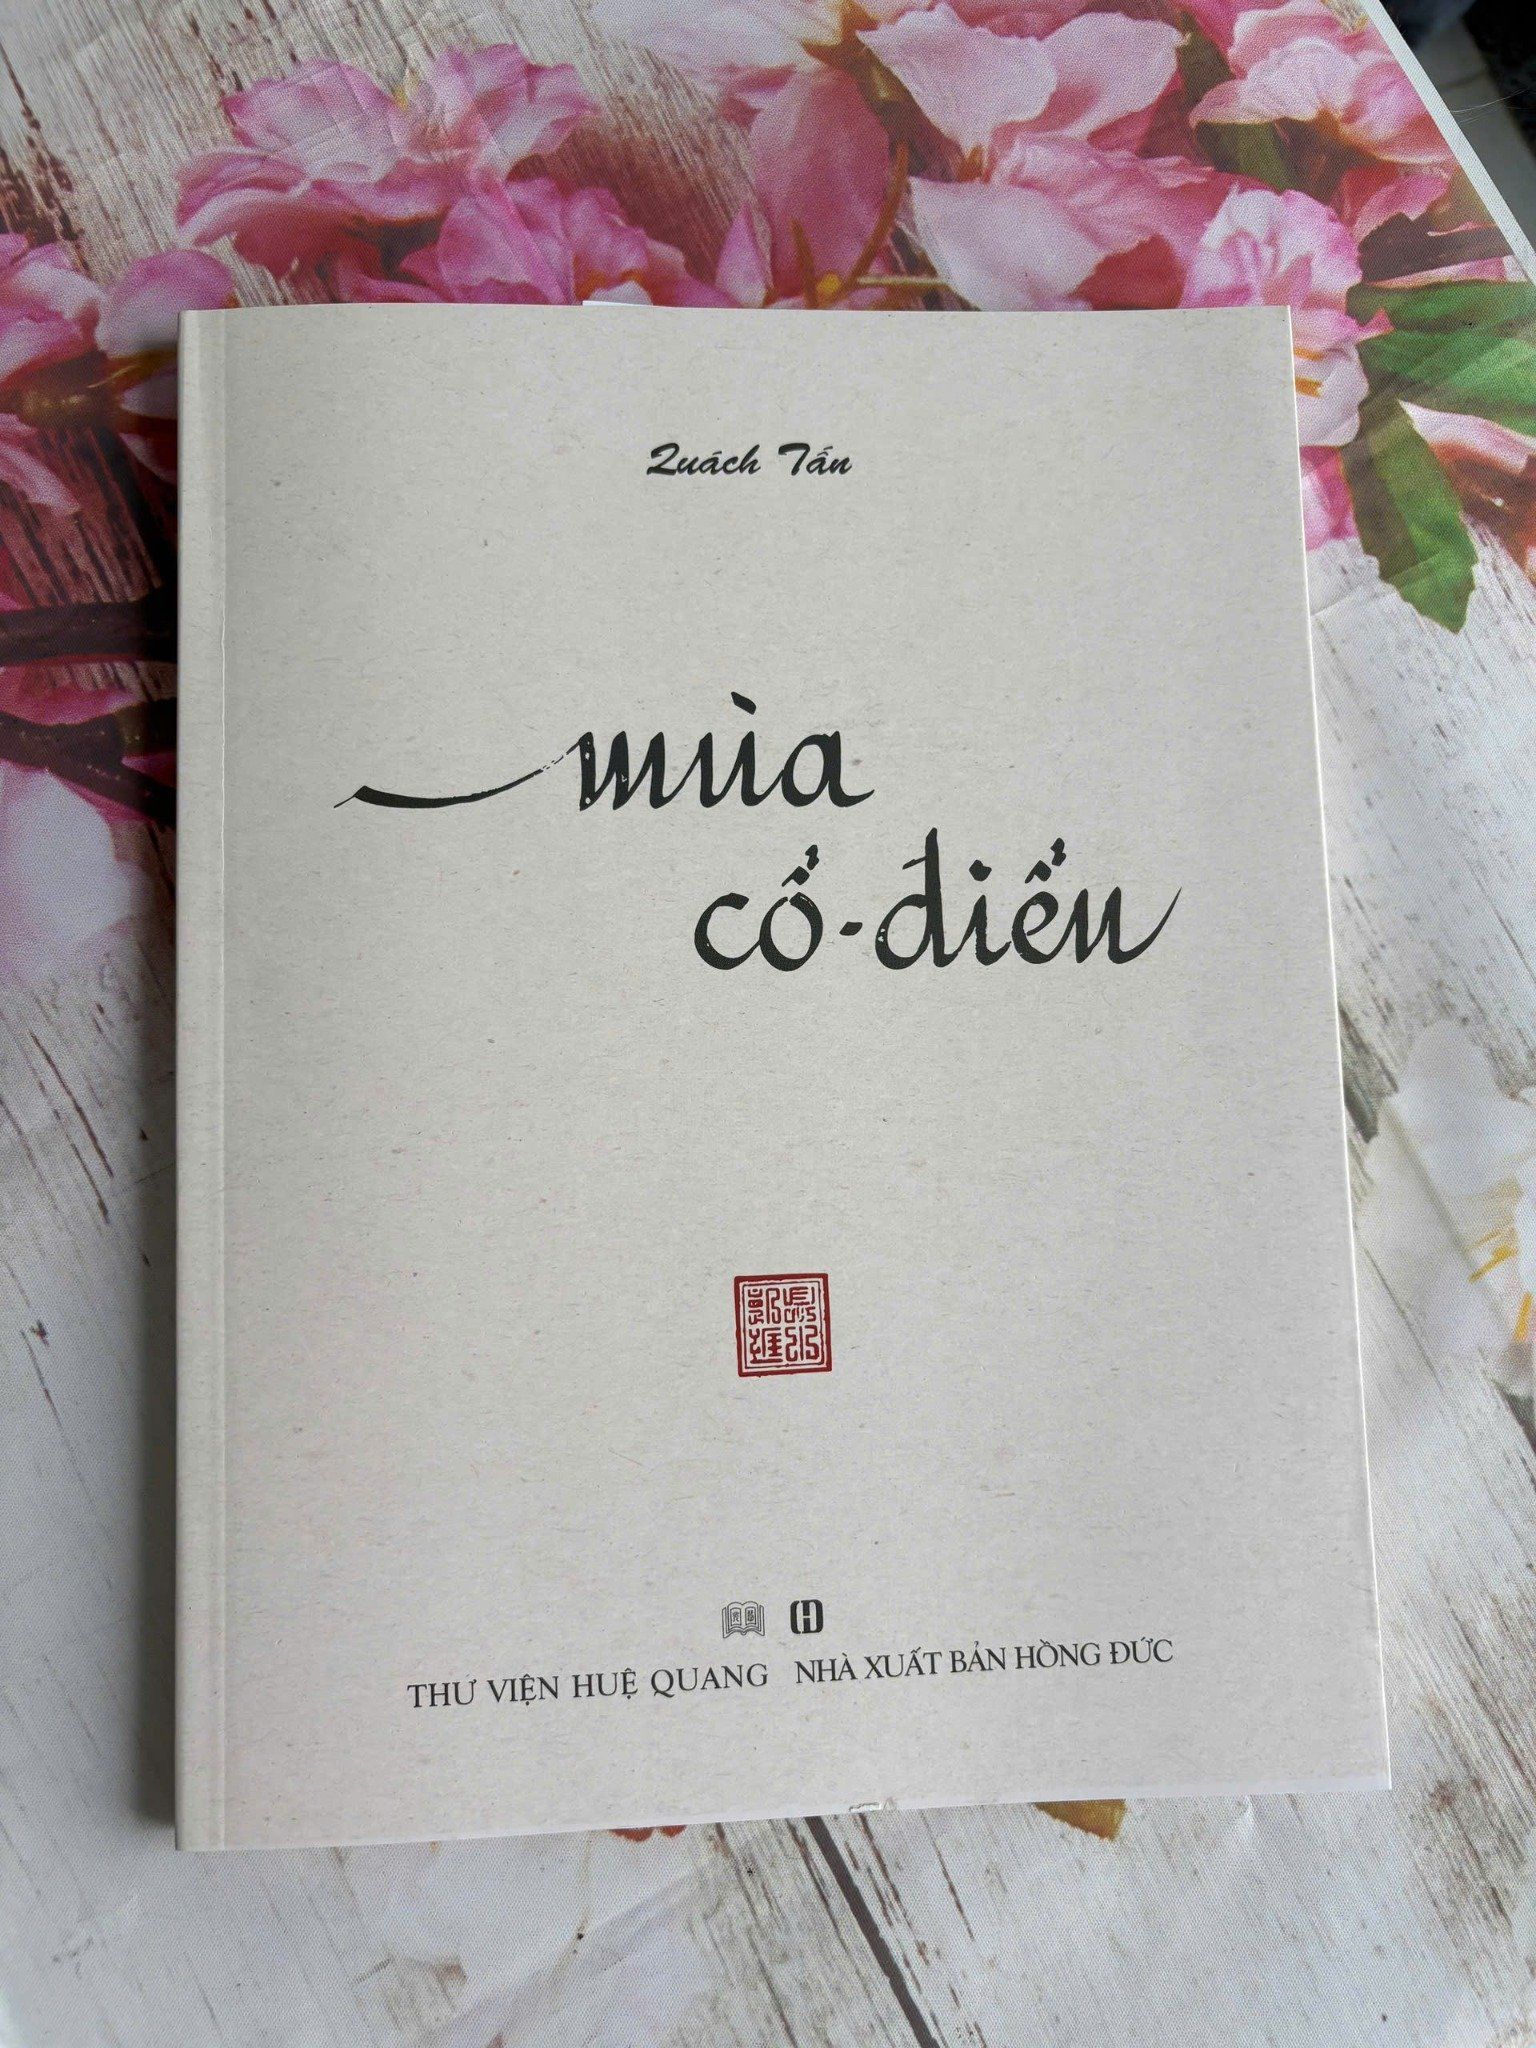 Quách Tấn
mùa
cổ-điển
THƯ VIỆN HUỆ QUANG NHÀ XUẤT BẢN HỒNG ĐỨC